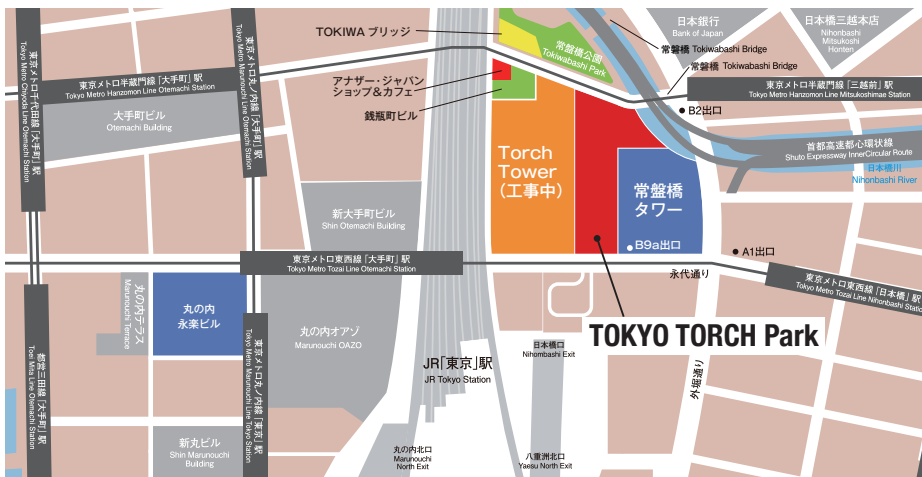 TOKIWA ブリッジ
アナザー・ジャパン
ショップ&カフェ
銭瓶町ビル
常盤橋公園
Tokiwabashi Park
日本銀行
Bank of Japan
日本橋三越本店
Nihonbashi
Mitsukoshi
Honten
常磐橋 Tokiwabashi Bridge
常盤橋 Tokiwabashi Bridge
東京メトロ千代田線「大手町」駅
Tokyo Metro Chiyoda Line Otemachi Station
東京メトロ丸ノ内線「大手町」駅
Tokyo Metro Marunouchi Line Otemachi Station
東京メトロ半蔵門線「大手町」駅
Tokyo Metro Hanzomon Line Otemachi Station
東京メトロ半蔵門線「三越前」駅
Tokyo Metro Hanzomon Line Mitsukoshimae Station
B2出口
大手町ビル
Otemachi Building
首都高速都心環状線
Shuto Expressway InnerCircular Route
日本橋川
Nihonbashi River
Torch
Tower
(工事中)
常盤橋
タワー
B9a出口
新大手町ビル
Shin Otemachi Building
A1出口
東京メトロ東西線「大手町」駅
Tokyo Metro Tozai Line Otemachi Station
永代通り
東京メトロ東西線「日本橋」駅
Tokyo Metro Tozai Line Nihonbashi Station
丸の内テラス
Marunouchi Terrace
丸の内
永楽ビル
丸の内オアゾ
Marunouchi OAZO
TOKYO TORCH Park
日本橋口
Nihombashi Exit
JR「東京」駅
JR Tokyo Station
外堀通り
都営三田線「大手町」駅
Toei Mita Line Otemachi Station
東京メトロ丸ノ内線「東京」駅
Tokyo Metro Marunouchi Line Tokyo Station
新丸ビル
Shin Marunouchi
Building
丸の内北口
Marunouchi
North Exit
八重洲北口
Yaesu North Exit